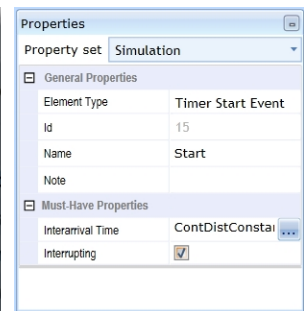 Properties
Property set Simulation
General Properties
Element Type Timer Start Event
Id 15
Name Start
Note
Must-Have Properties
Interarrival Time ContDistConsta ...
Interrupting